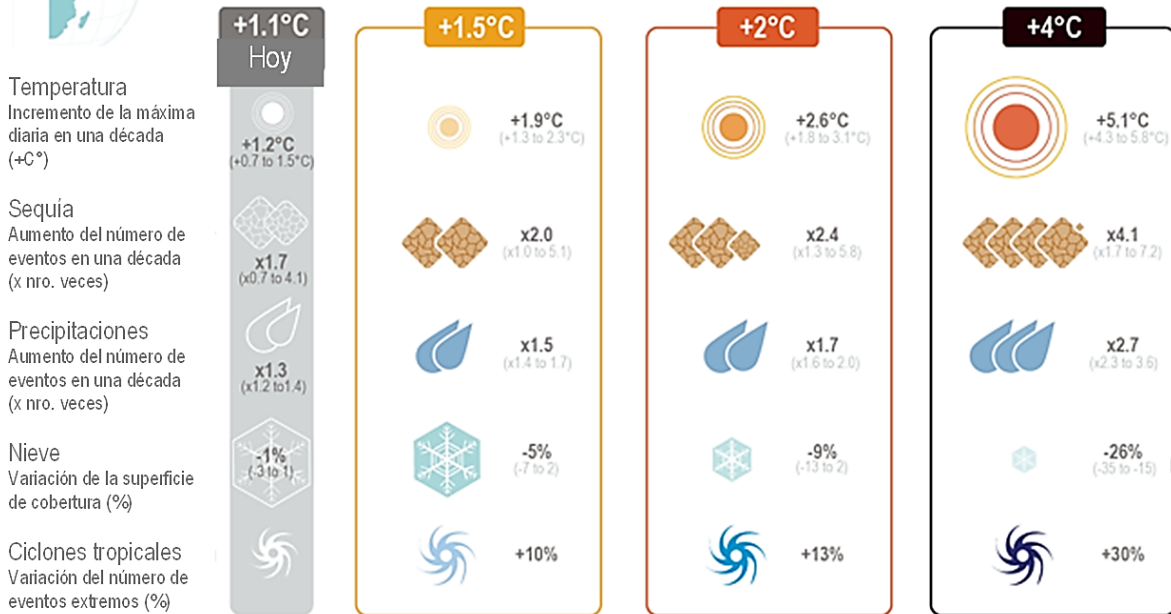 +1.1°C
Hoy
+1.5°C
+2°C
+4°C
Temperatura
Incremento de la máxima
diaria en una década
(+C°)
+1.2°C
(+0.7 to 1.5°C)
+1.9°C
(+1.3 to 2.3°C)
+2.6°C
(+1.8 to 3.1°C)
+5.1°C
(+4.3 to 5.8°C)
Sequía
Aumento del número de
eventos en una década
(x nro. veces)
x1.7
(x0.7 to 4.1)
x2.0
(x1.0 to 5.1)
x2.4
(x1.3 to 5.8)
x4.1
(x1.7 to 7.2)
Precipitaciones
Aumento del número de
eventos en una década
(x nro. veces)
x1.3
(x1.2 to1.4)
x1.5
(x1.4 to 1.7)
x1.7
(x1.6 to 2.0)
x2.7
(x2.3 to 3.6)
Nieve
Variación de la superficie
de cobertura (%)
-1%
(-3 to 1)
-5%
(-7 to 2)
-9%
(-13 to 2)
-26%
(-35 to -15)
Ciclones tropicales
Variación del número de
eventos extremos (%)
+10%
+13%
+30%